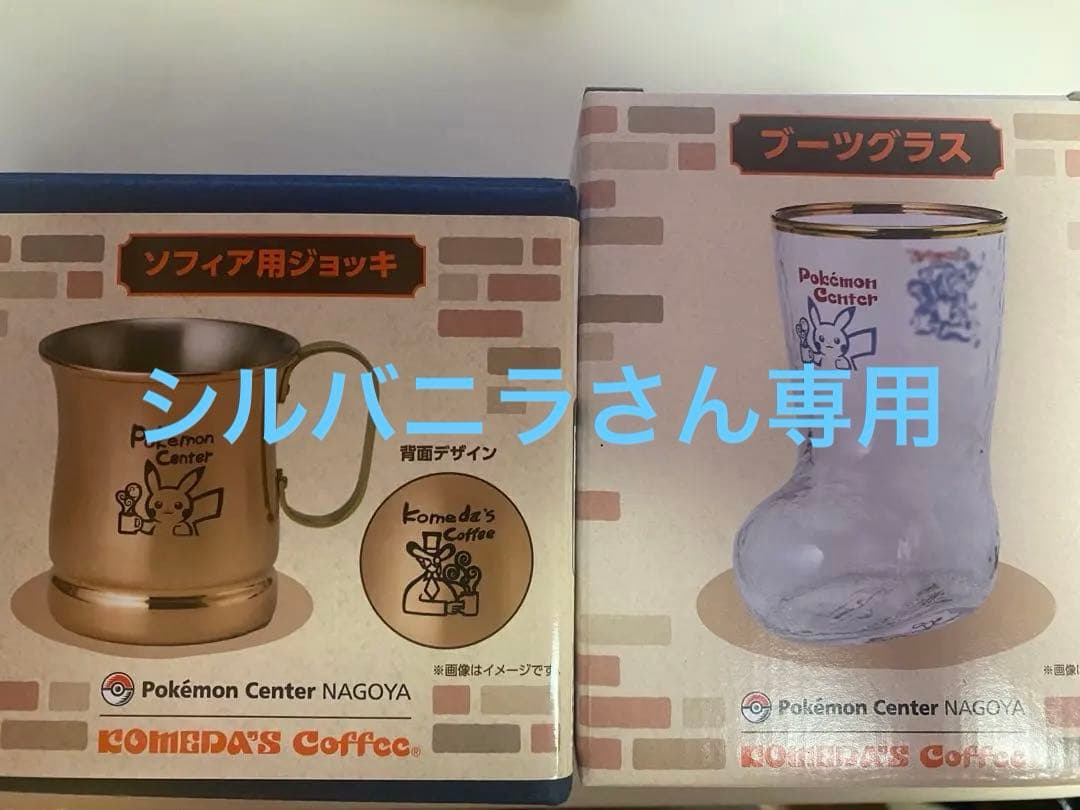 ソフィア用ジョッキ
Pokémon
Center
背面デザイン
Komeda's
Coffee
※画像はイメージです
Pokémon Center NAGOYA
KOMEDA'S Coffee®
ブーツグラス
Pokémon
Center
※画像
Pokémon Center NAGOYA
KOMEDA'S Coffee
シルバニラさん専用